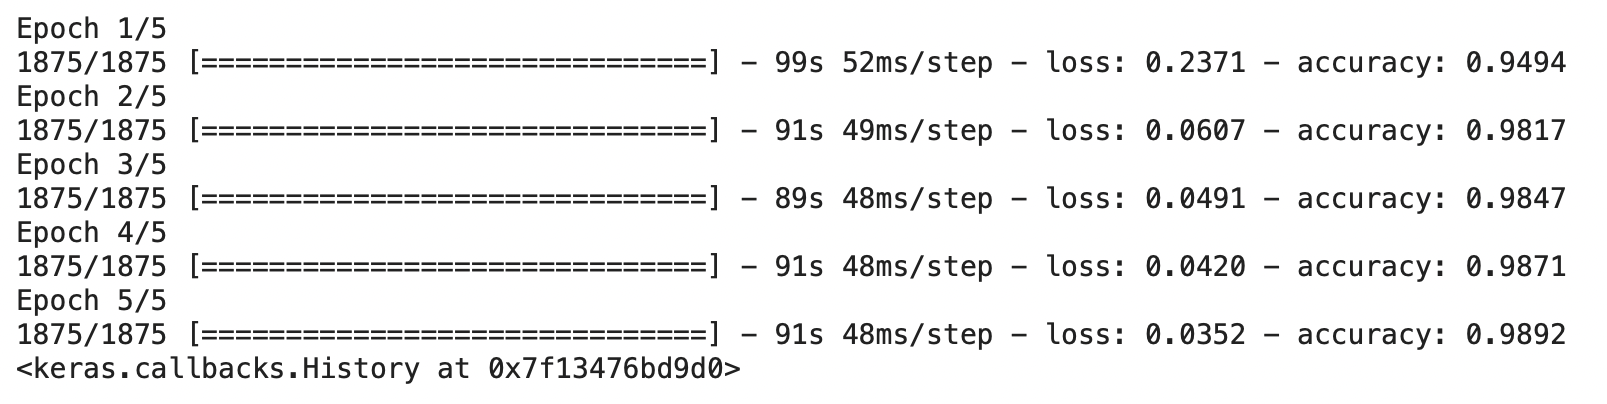 Epoch 1/5
1875/1875 [==============================] - 99s 52ms/step - loss: 0.2371 - accuracy: 0.9494
Epoch 2/5
1875/1875 [==============================] - 91s 49ms/step - loss: 0.0607 - accuracy: 0.9817
Epoch 3/5
1875/1875 [==============================] - 89s 48ms/step - loss: 0.0491 - accuracy: 0.9847
Epoch 4/5
1875/1875 [==============================] - 91s 48ms/step - loss: 0.0420 - accuracy: 0.9871
Epoch 5/5
1875/1875 [==============================] - 91s 48ms/step - loss: 0.0352 - accuracy: 0.9892
<keras.callbacks.History at 0x7f13476bd9d0>